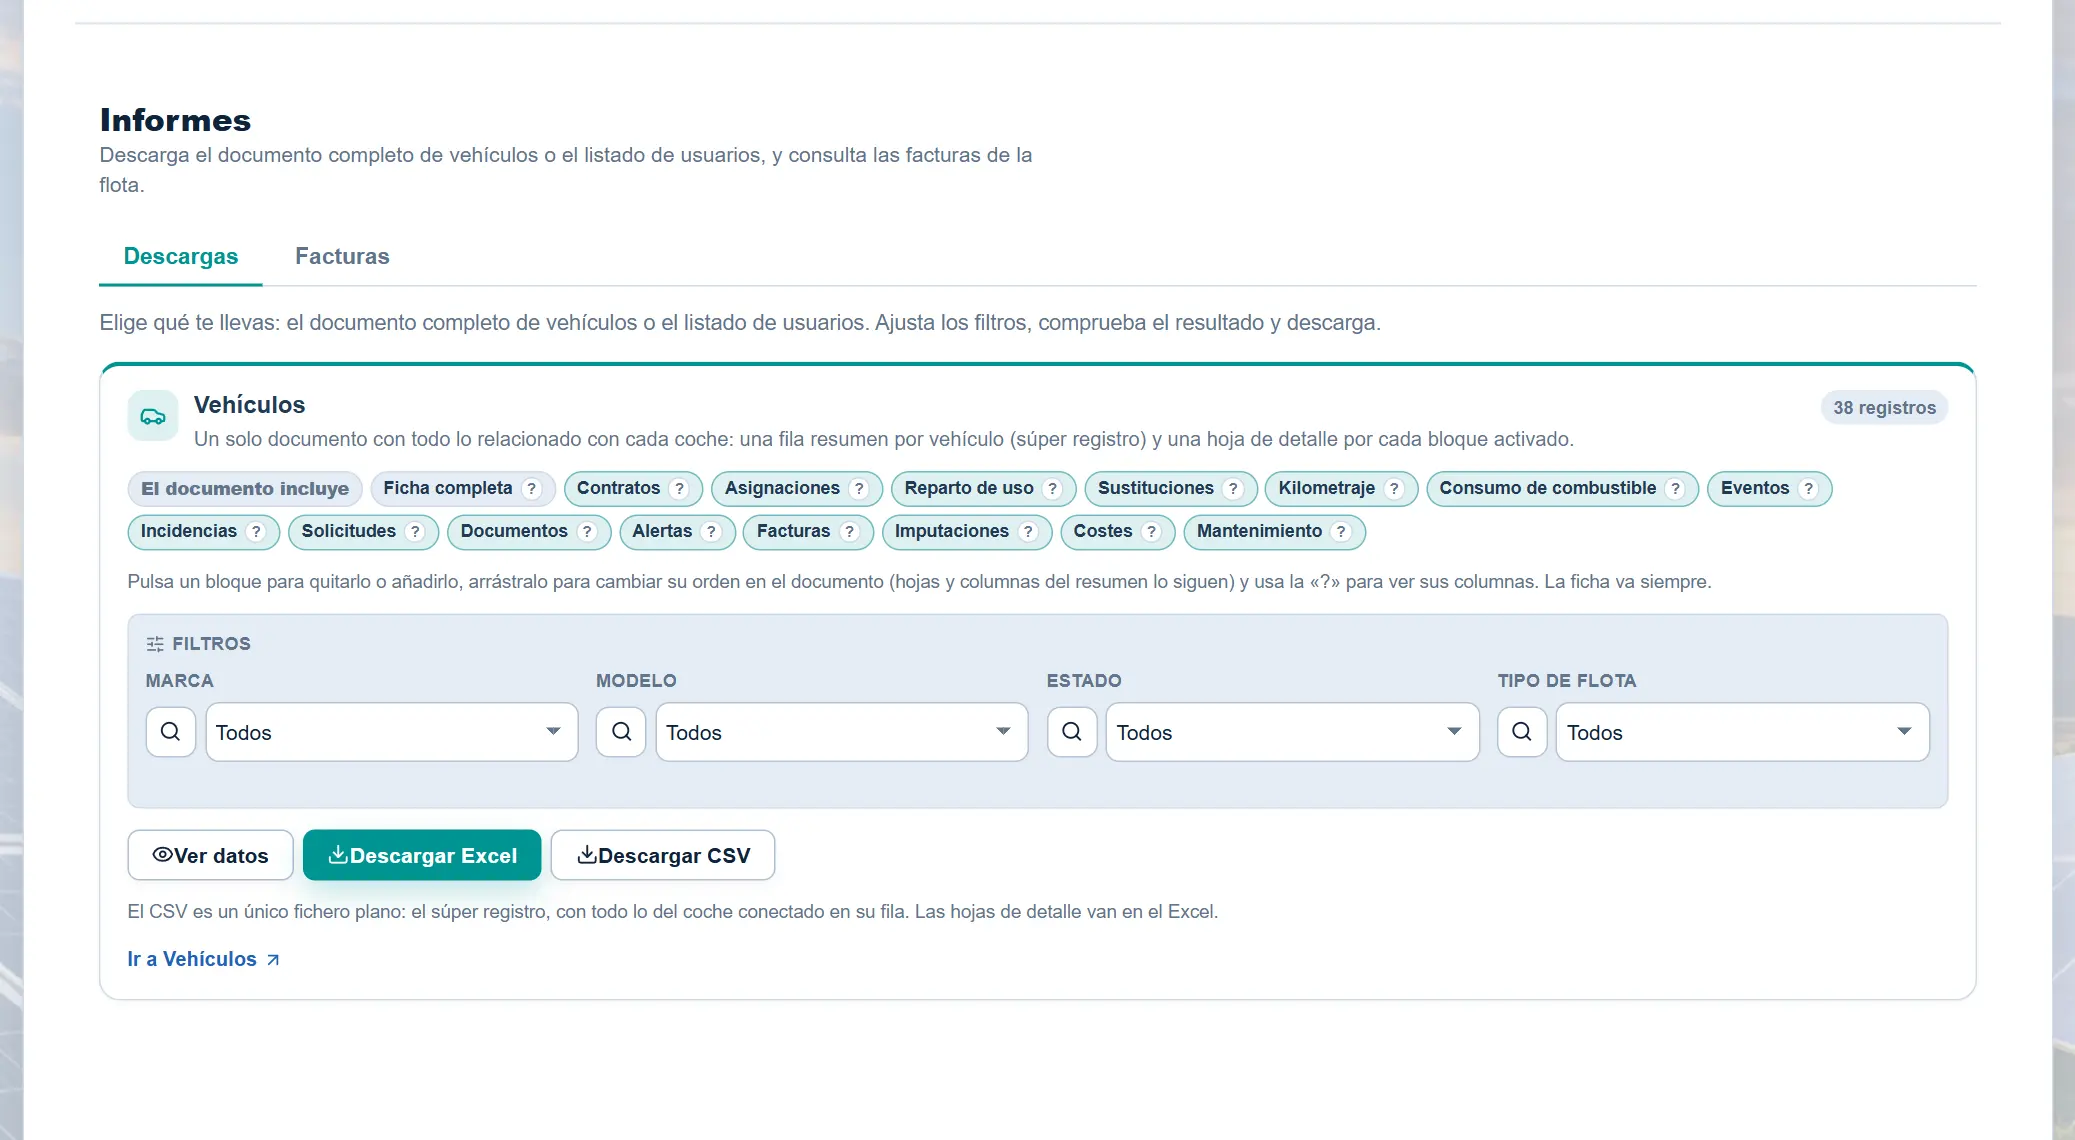 Informes
Descarga el documento completo de vehículos o el listado de usuarios, y consulta las facturas de la
flota.
Descargas Facturas
Elige qué te llevas: el documento completo de vehículos o el listado de usuarios. Ajusta los filtros, comprueba el resultado y descarga.
Vehículos
38 registros
Un solo documento con todo lo relacionado con cada coche: una fila resumen por vehículo (súper registro) y una hoja de detalle por cada bloque activado.
El documento incluye Ficha completa ? Contratos ? Asignaciones ? Reparto de uso ? Sustituciones ? Kilometraje ? Consumo de combustible ? Eventos ?
Incidencias ? Solicitudes ? Documentos ? Alertas ? Facturas ? Imputaciones ? Costes ? Mantenimiento ?
Pulsa un bloque para quitarlo o añadirlo, arrástralo para cambiar su orden en el documento (hojas y columnas del resumen lo siguen) y usa la «?» para ver sus columnas. La ficha va siempre.
FILTROS
MARCA MODELO ESTADO TIPO DE FLOTA
Todos Todos Todos Todos
Ver datos Descargar Excel Descargar CSV
El CSV es un único fichero plano: el súper registro, con todo lo del coche conectado en su fila. Las hojas de detalle van en el Excel.
Ir a Vehículos